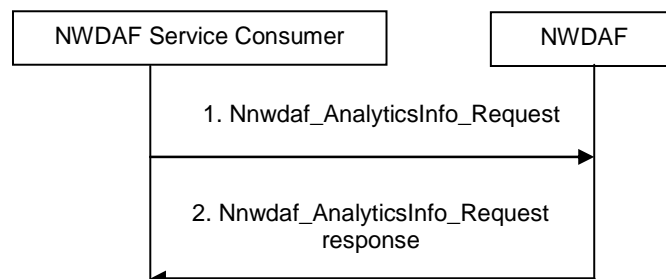 NWDAF Service Consumer
NWDAF
1. Nnwdaf_AnalyticsInfo_Request
2. Nnwdaf_AnalyticsInfo_Request
response